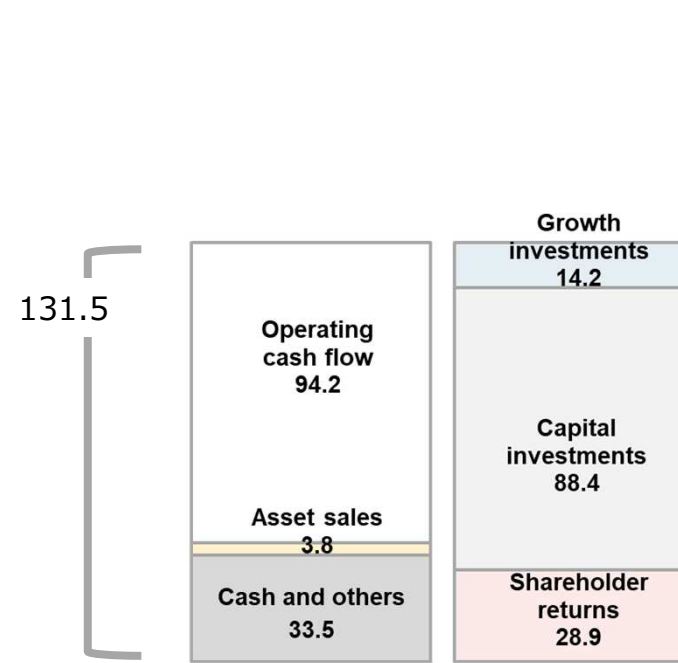 131.5
Operating
cash flow
94.2
Asset sales
3.8
Cash and others
33.5
Growth
investments
14.2
Capital
investments
88.4
Shareholder
returns
28.9